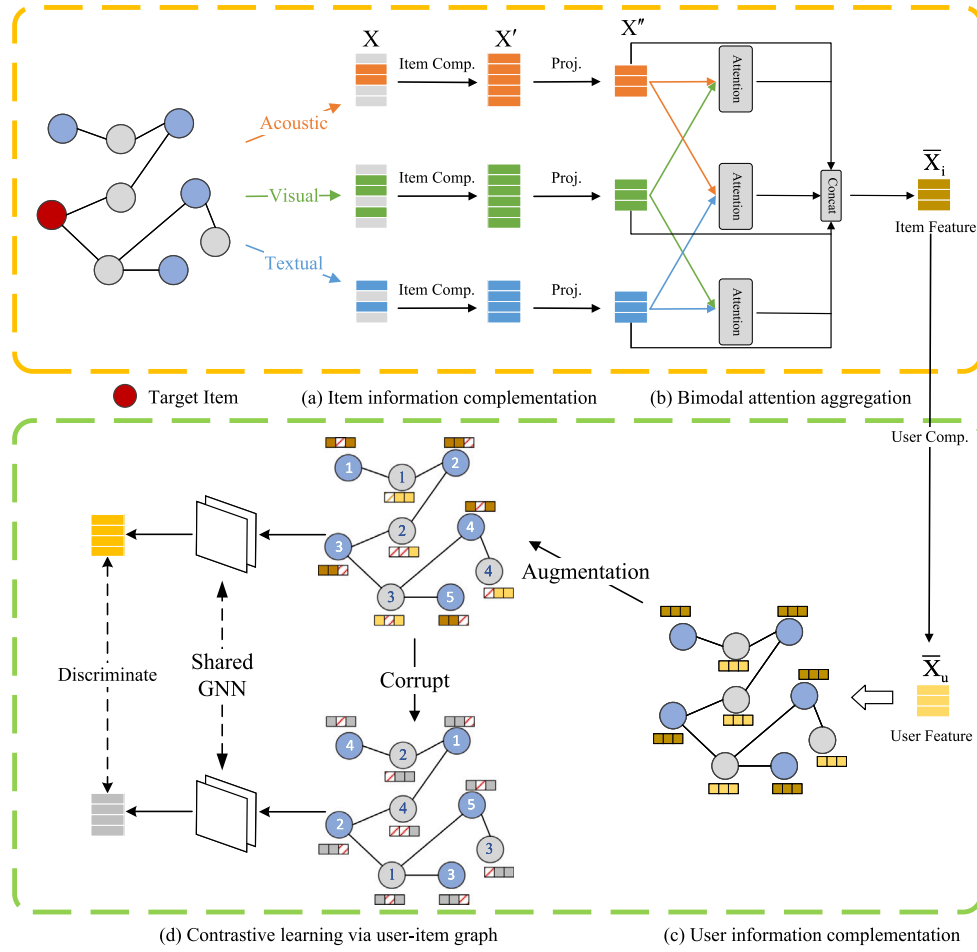 X
X′
X″
Item Comp.
Proj.
Acoustic
Attention
Visual
Item Comp.
Proj.
Attention
Concat
X̅i
Item Feature
Textual
Item Comp.
Proj.
Attention
Target Item
(a) Item information complementation
(b) Bimodal attention aggregation
User Comp.
1
1
2
2
3
4
4
3
5
Augmentation
Discriminate
Shared
GNN
Corrupt
X̅u
User Feature
4
2
1
4
2
5
3
1
3
(d) Contrastive learning via user-item graph
(c) User information complementation